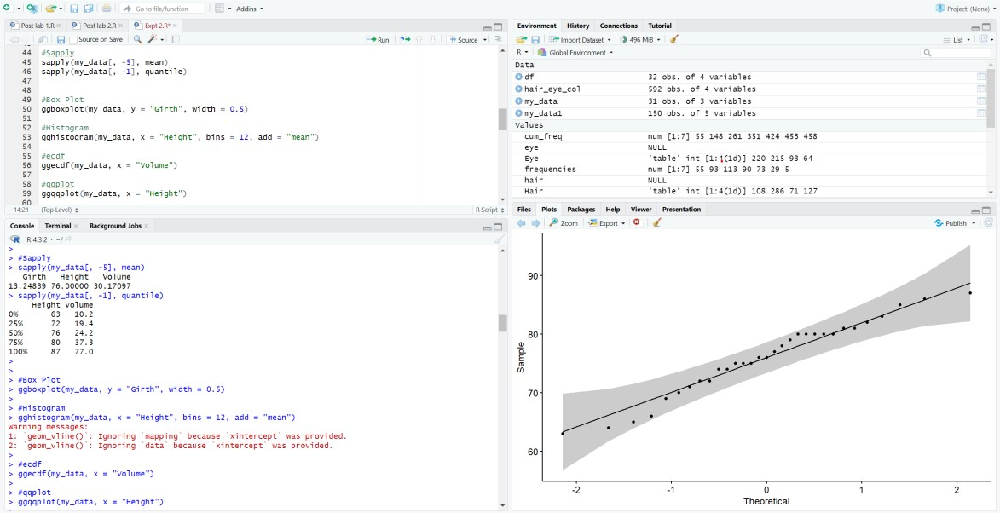 Go to file/function
Addins
Project: (None)
Post lab 1.R
Post lab 2.R
Expt 2.R*
Source on Save
Run
Source
44 #Sapply
45 sapply(my_data[, -5], mean)
46 sapply(my_data[, -1], quantile)
47
48
49 #Box Plot
50 ggboxplot(my_data, y = "Girth", width = 0.5)
51
52 #Histogram
53 gghistogram(my_data, x = "Height", bins = 12, add = "mean")
54
55 #ecdf
56 ggecdf(my_data, x = "Volume")
57
58 #qqplot
59 ggqqplot(my_data, x = "Height")
60
14:21 (Top Level) R Script
Console Terminal Background Jobs
R 4.3.2 · ~/
>
> #Sapply
> sapply(my_data[, -5], mean)
Girth Height Volume
13.24839 76.00000 30.17097
> sapply(my_data[, -1], quantile)
Height Volume
0% 63 10.2
25% 72 19.4
50% 76 24.2
75% 80 37.3
100% 87 77.0
>
>
> #Box Plot
> ggboxplot(my_data, y = "Girth", width = 0.5)
>
> #Histogram
> gghistogram(my_data, x = "Height", bins = 12, add = "mean")
Warning messages:
1: `geom_vline()`: Ignoring `mapping` because `xintercept` was provided.
2: `geom_vline()`: Ignoring `data` because `xintercept` was provided.
>
> #ecdf
> ggecdf(my_data, x = "Volume")
>
> #qqplot
> ggqqplot(my_data, x = "Height")
Environment History Connections Tutorial
Import Dataset 496 MiB List
R Global Environment
Data
df 32 obs. of 4 variables
hair_eye_col 592 obs. of 4 variables
my_data 31 obs. of 3 variables
my_data1 150 obs. of 5 variables
Values
cum_freq num [1:7] 55 148 261 351 424 453 458
eye NULL
Eye 'table' int [1:4(1d)] 220 215 93 64
frequencies num [1:7] 55 93 113 90 73 29 5
hair NULL
Hair 'table' int [1:4(1d)] 108 286 71 127
Files Plots Packages Help Viewer Presentation
Zoom Export Publish
90
80
70
60
Sample
-2 -1 0 1 2
Theoretical